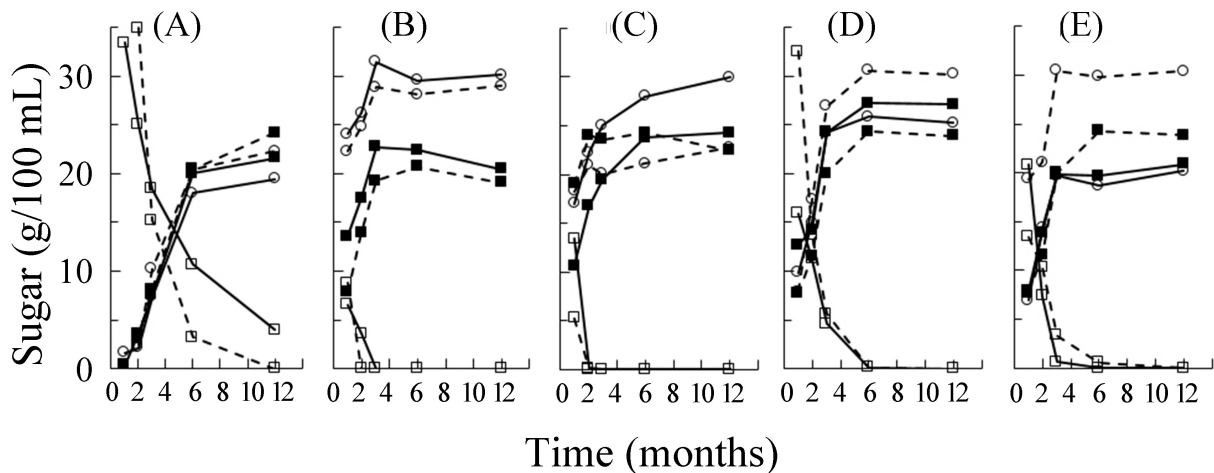 (A) (B) (C) (D) (E)
30
20
10
0
Sugar (g/100 mL)
0 2 4 6 8 10 12 0 2 4 6 8 10 12 0 2 4 6 8 10 12 0 2 4 6 8 10 12 0 2 4 6 8 10 12
Time (months)